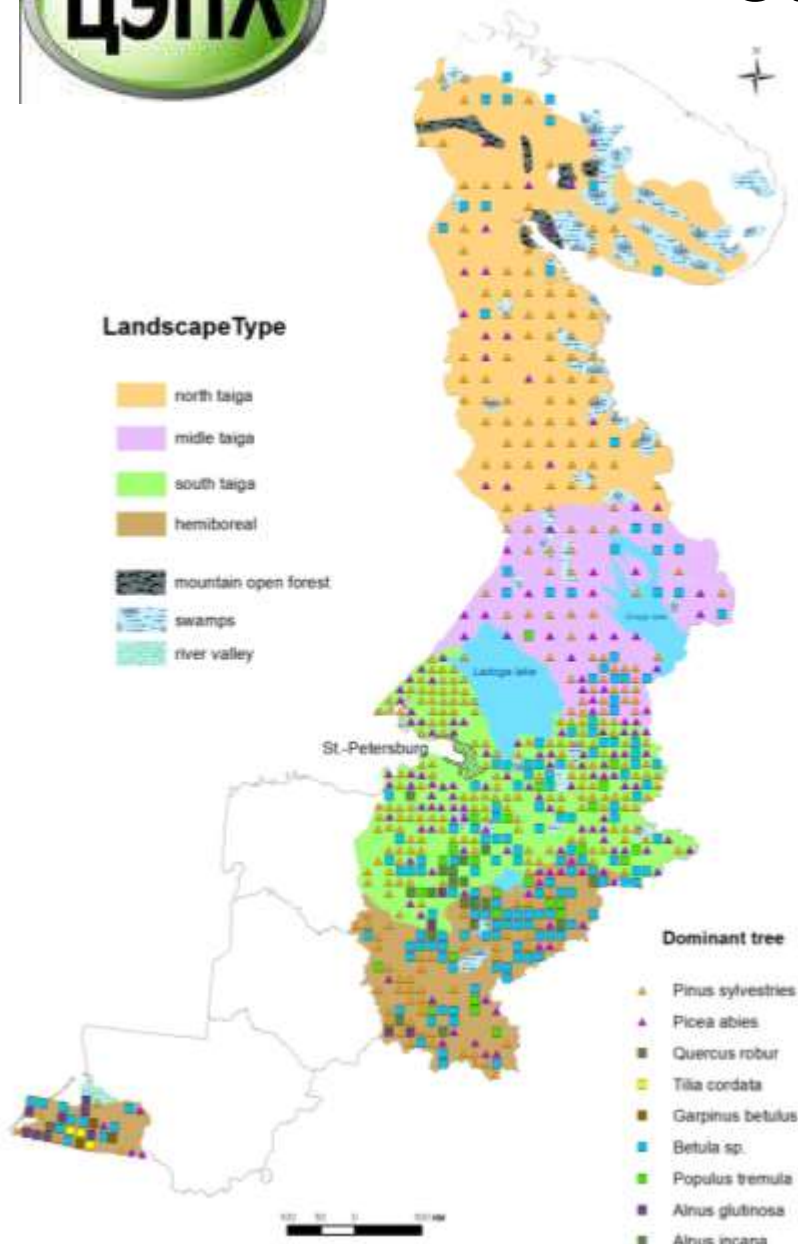 ЦЭПЛ
LandscapeType
north taiga
midle taiga
south taiga
hemiboreal
mountain open forest
swamps
river valley
Ladoga lake
St.-Petersburg
Dominant tree
Pinus sylvestries
Picea abies
Quercus robur
Tilia cordata
Garpinus betulus
Betula sp.
Populus tremula
Alnus glutinosa
Alnus incana